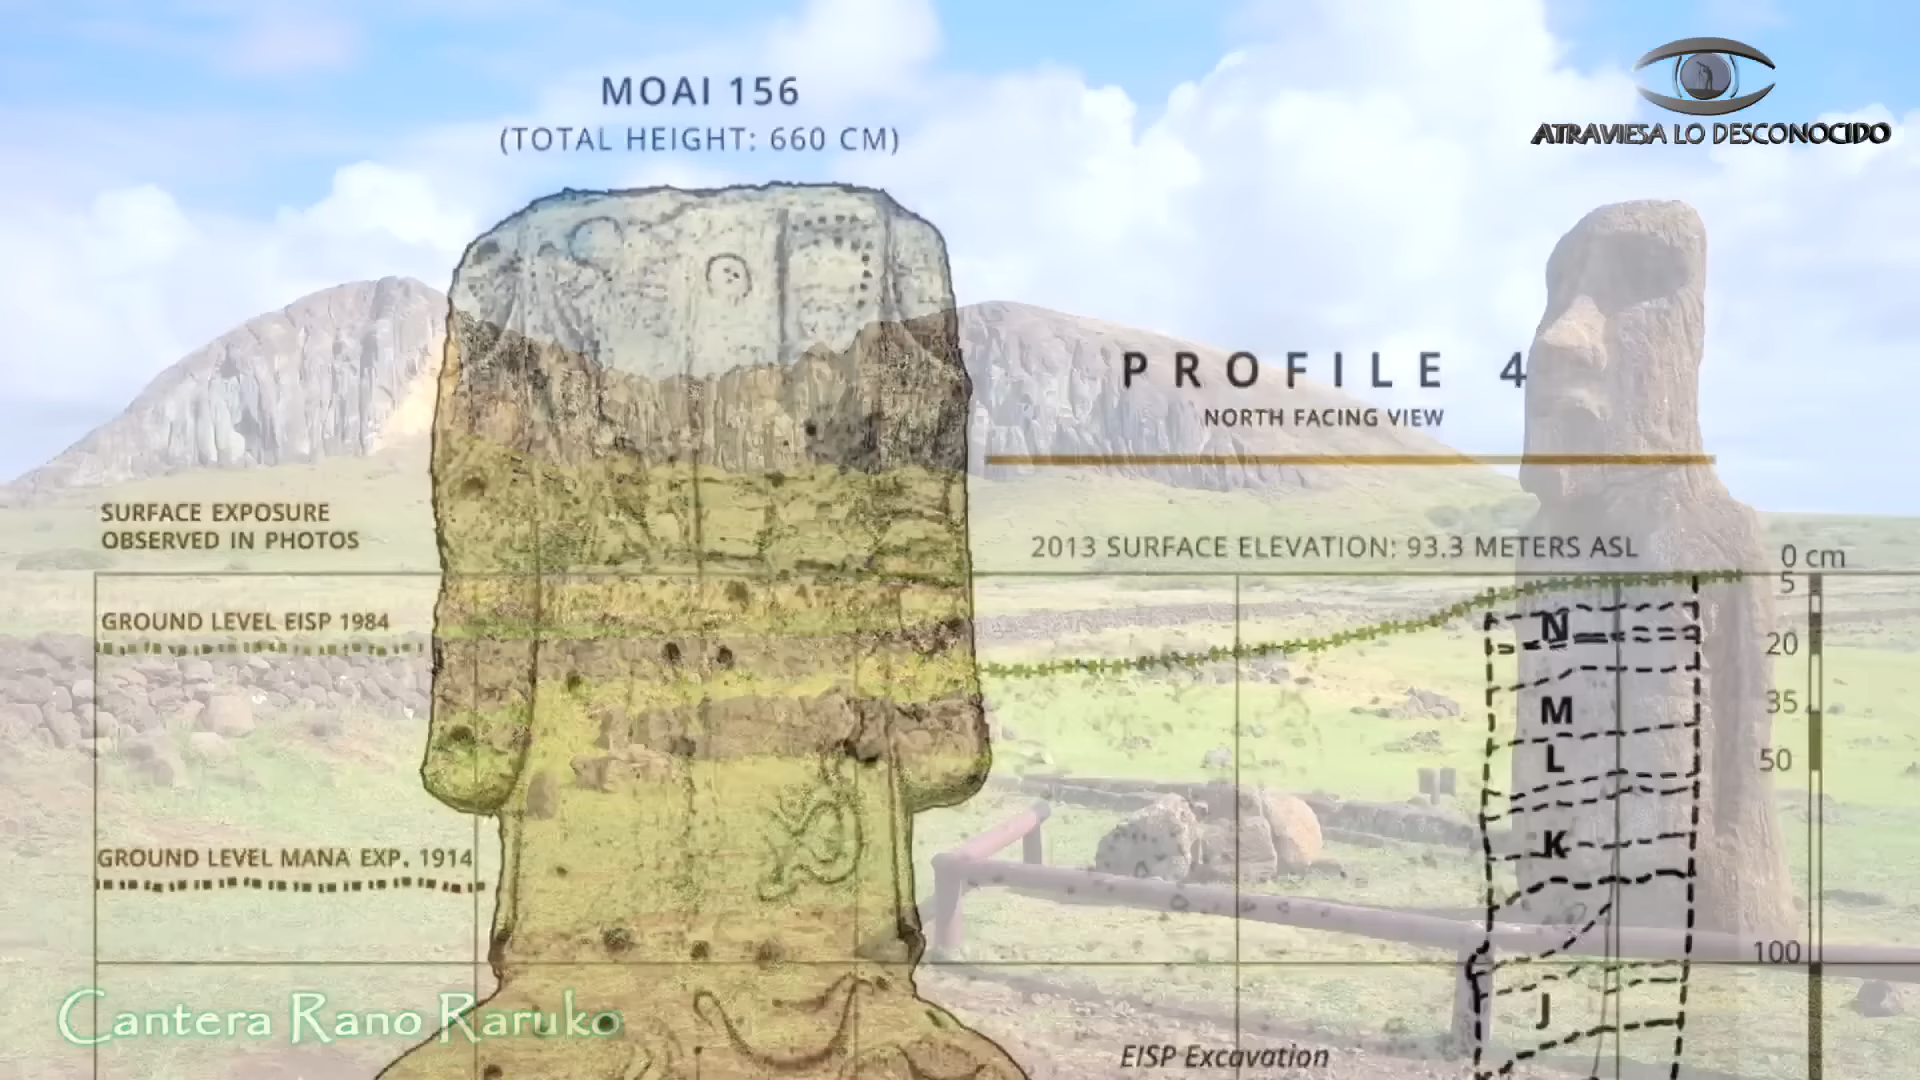 MOAI 156
(TOTAL HEIGHT: 660 CM)
ATRAVIESA LO DESCONOCIDO
PROFILE 4
NORTH FACING VIEW
SURFACE EXPOSURE
OBSERVED IN PHOTOS
2013 SURFACE ELEVATION: 93.3 METERS ASL
0 cm
5
GROUND LEVEL EISP 1984
N
20
M
35
L
50
K
GROUND LEVEL MANA EXP. 1914
100
J
Cantera Rano Raruko
EISP Excavation